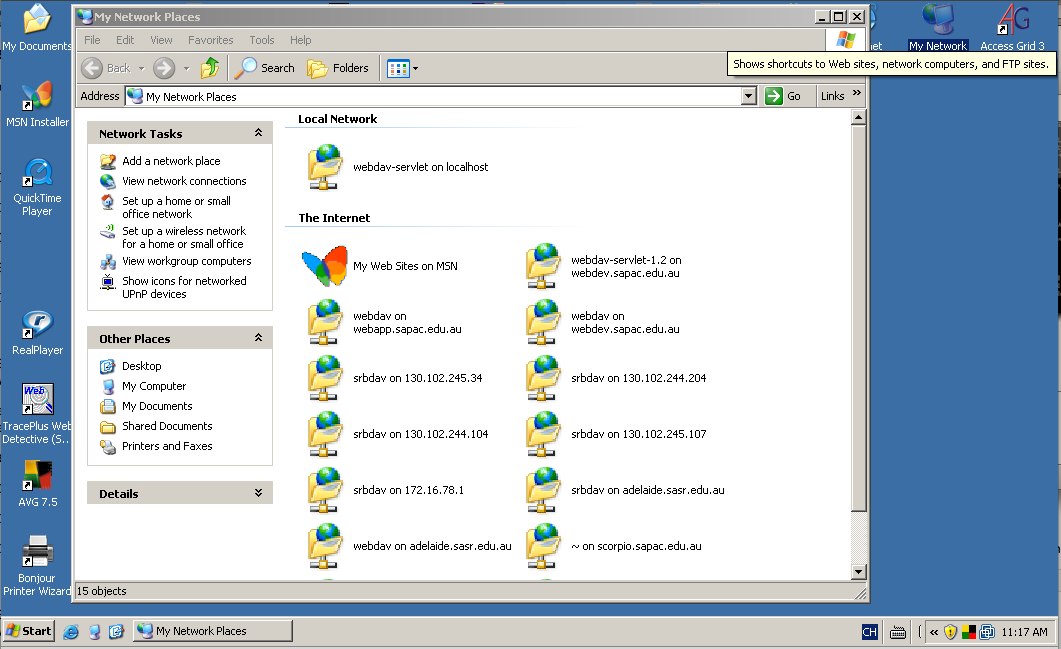 My Documents
MSN Installer
QuickTime
Player
RealPlayer
Web
TracePlus Web
Detective (S...
AVG 7.5
Bonjour
Printer Wizard
My Network Places
File Edit View Favorites Tools Help
Back Search Folders
Address My Network Places Go Links »
Network Tasks
Add a network place
View network connections
Set up a home or small
office network
Set up a wireless network
for a home or small office
View workgroup computers
Show icons for networked
UPnP devices
Other Places
Desktop
My Computer
My Documents
Shared Documents
Printers and Faxes
Details
Local Network
webdav-servlet on localhost
The Internet
My Web Sites on MSN
webdav-servlet-1.2 on
webdev.sapac.edu.au
webdav on
webapp.sapac.edu.au
webdav on
webdev.sapac.edu.au
srbdav on 130.102.245.34
srbdav on 130.102.244.204
srbdav on 130.102.244.104
srbdav on 130.102.245.107
srbdav on 172.16.78.1
srbdav on adelaide.sasr.edu.au
webdav on adelaide.sasr.edu.au
~ on scorpio.sapac.edu.au
15 objects
My Network
AG
Access Grid 3
Shows shortcuts to Web sites, network computers, and FTP sites.
Start My Network Places CH « 11:17 AM